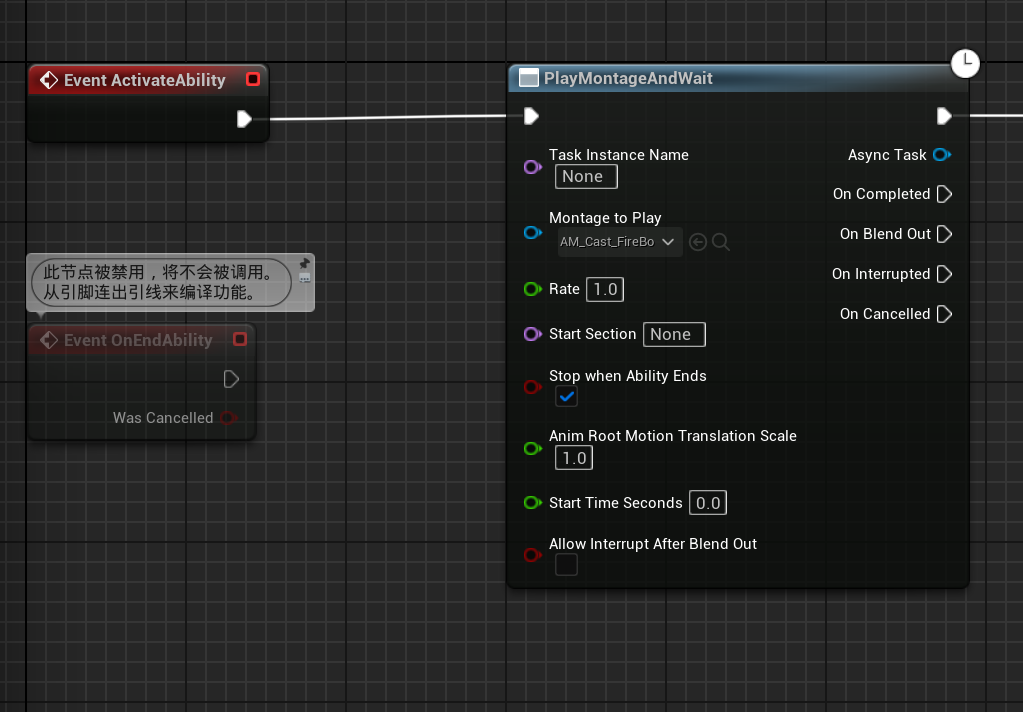 Event ActivateAbility
PlayMontageAndWait
Task Instance Name
None
Async Task
On Completed
Montage to Play
AM_Cast_FireBo
On Blend Out
On Interrupted
Rate 1.0
On Cancelled
Start Section None
Stop when Ability Ends
Anim Root Motion Translation Scale
1.0
Start Time Seconds 0.0
Allow Interrupt After Blend Out
此节点被禁用，将不会被调用。
从引脚连出引线来编译功能。
Event OnEndAbility
Was Cancelled